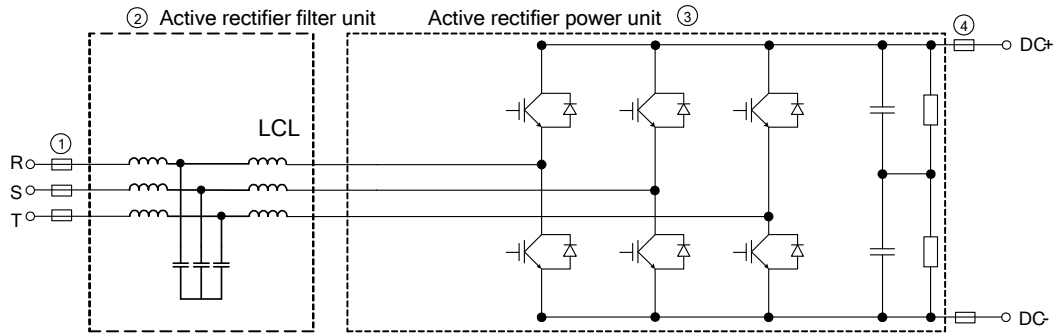 ② Active rectifier filter unit
Active rectifier power unit ③
④
DC+
LCL
①
R
S
T
DC-